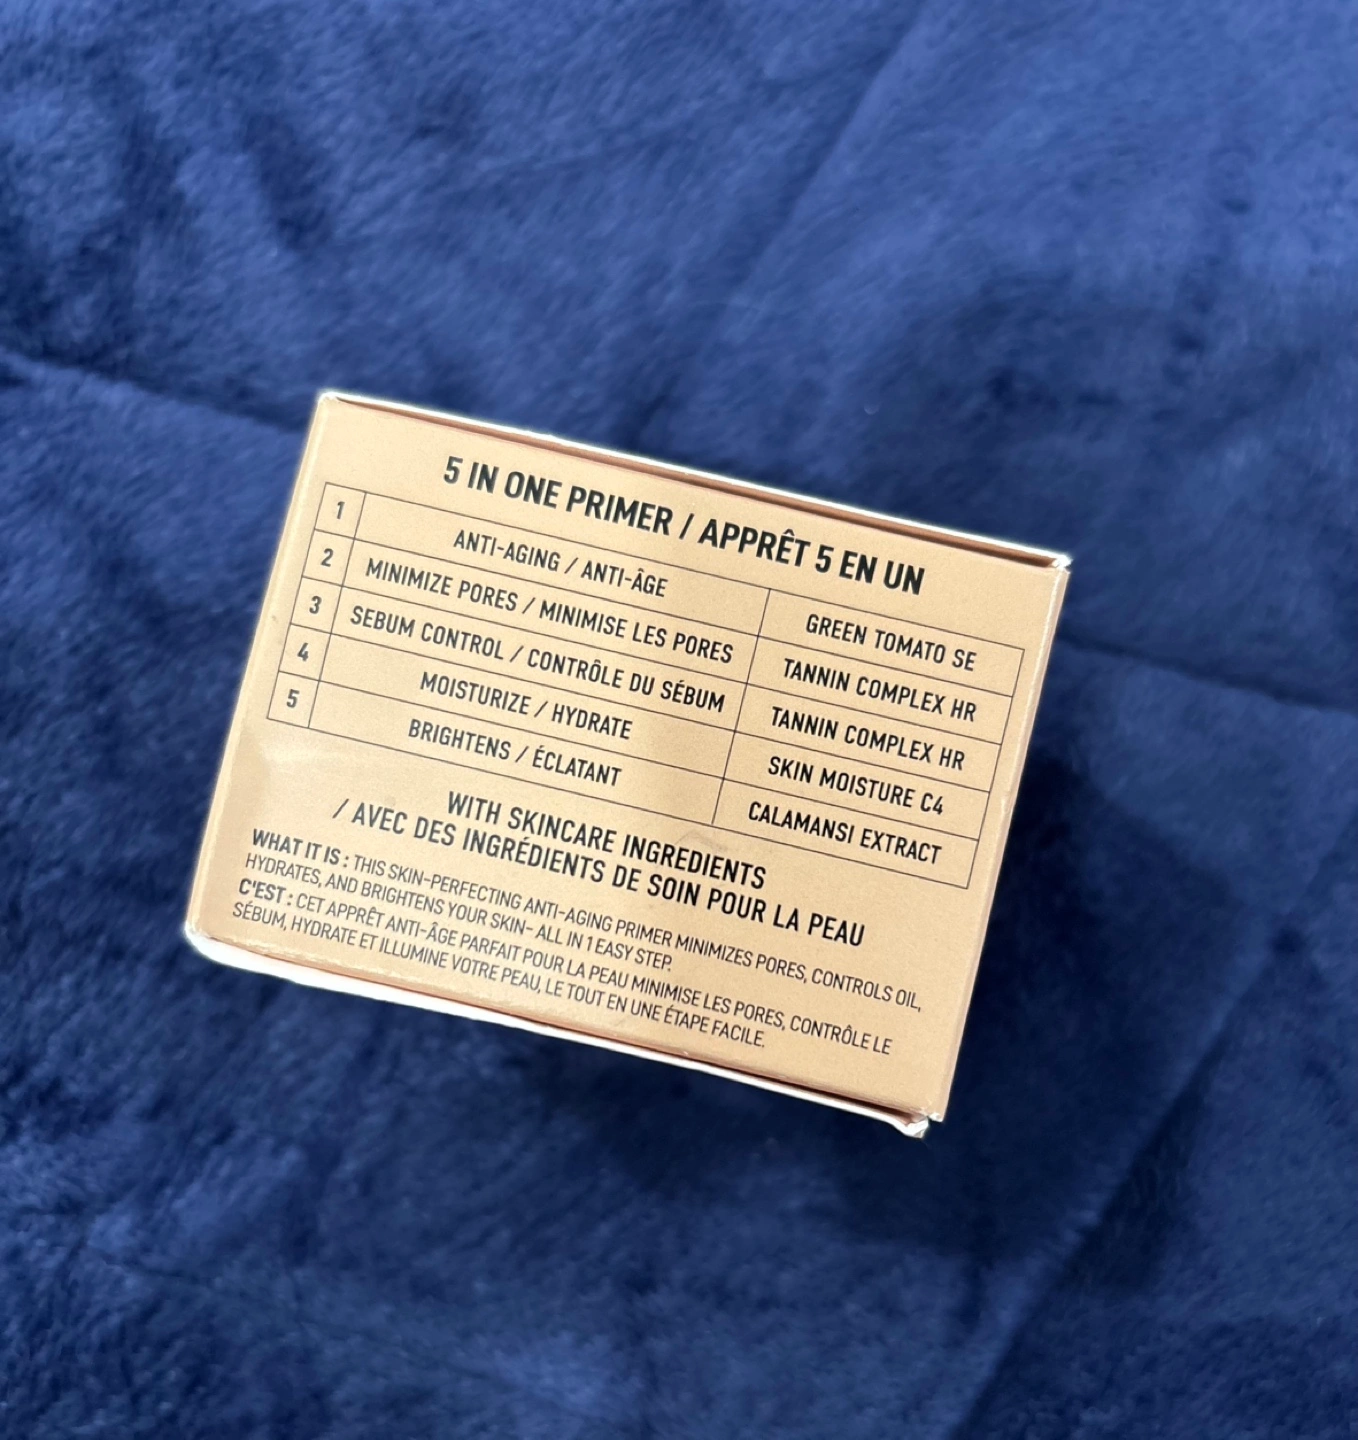 5 IN ONE PRIMER / APPRÊT 5 EN UN
1 ANTI-AGING / ANTI-ÂGE GREEN TOMATO SE
2 MINIMIZE PORES / MINIMISE LES PORES TANNIN COMPLEX HR
3 SEBUM CONTROL / CONTRÔLE DU SÉBUM TANNIN COMPLEX HR
4 MOISTURIZE / HYDRATE SKIN MOISTURE C4
5 BRIGHTENS / ÉCLATANT CALAMANSI EXTRACT
WITH SKINCARE INGREDIENTS
/ AVEC DES INGRÉDIENTS DE SOIN POUR LA PEAU
WHAT IT IS : THIS SKIN-PERFECTING ANTI-AGING PRIMER MINIMIZES PORES, CONTROLS OIL,
HYDRATES, AND BRIGHTENS YOUR SKIN- ALL IN 1 EASY STEP.
C'EST : CET APPRÊT ANTI-ÂGE PARFAIT POUR LA PEAU MINIMISE LES PORES, CONTRÔLE LE
SÉBUM, HYDRATE ET ILLUMINE VOTRE PEAU, LE TOUT EN UNE ÉTAPE FACILE.